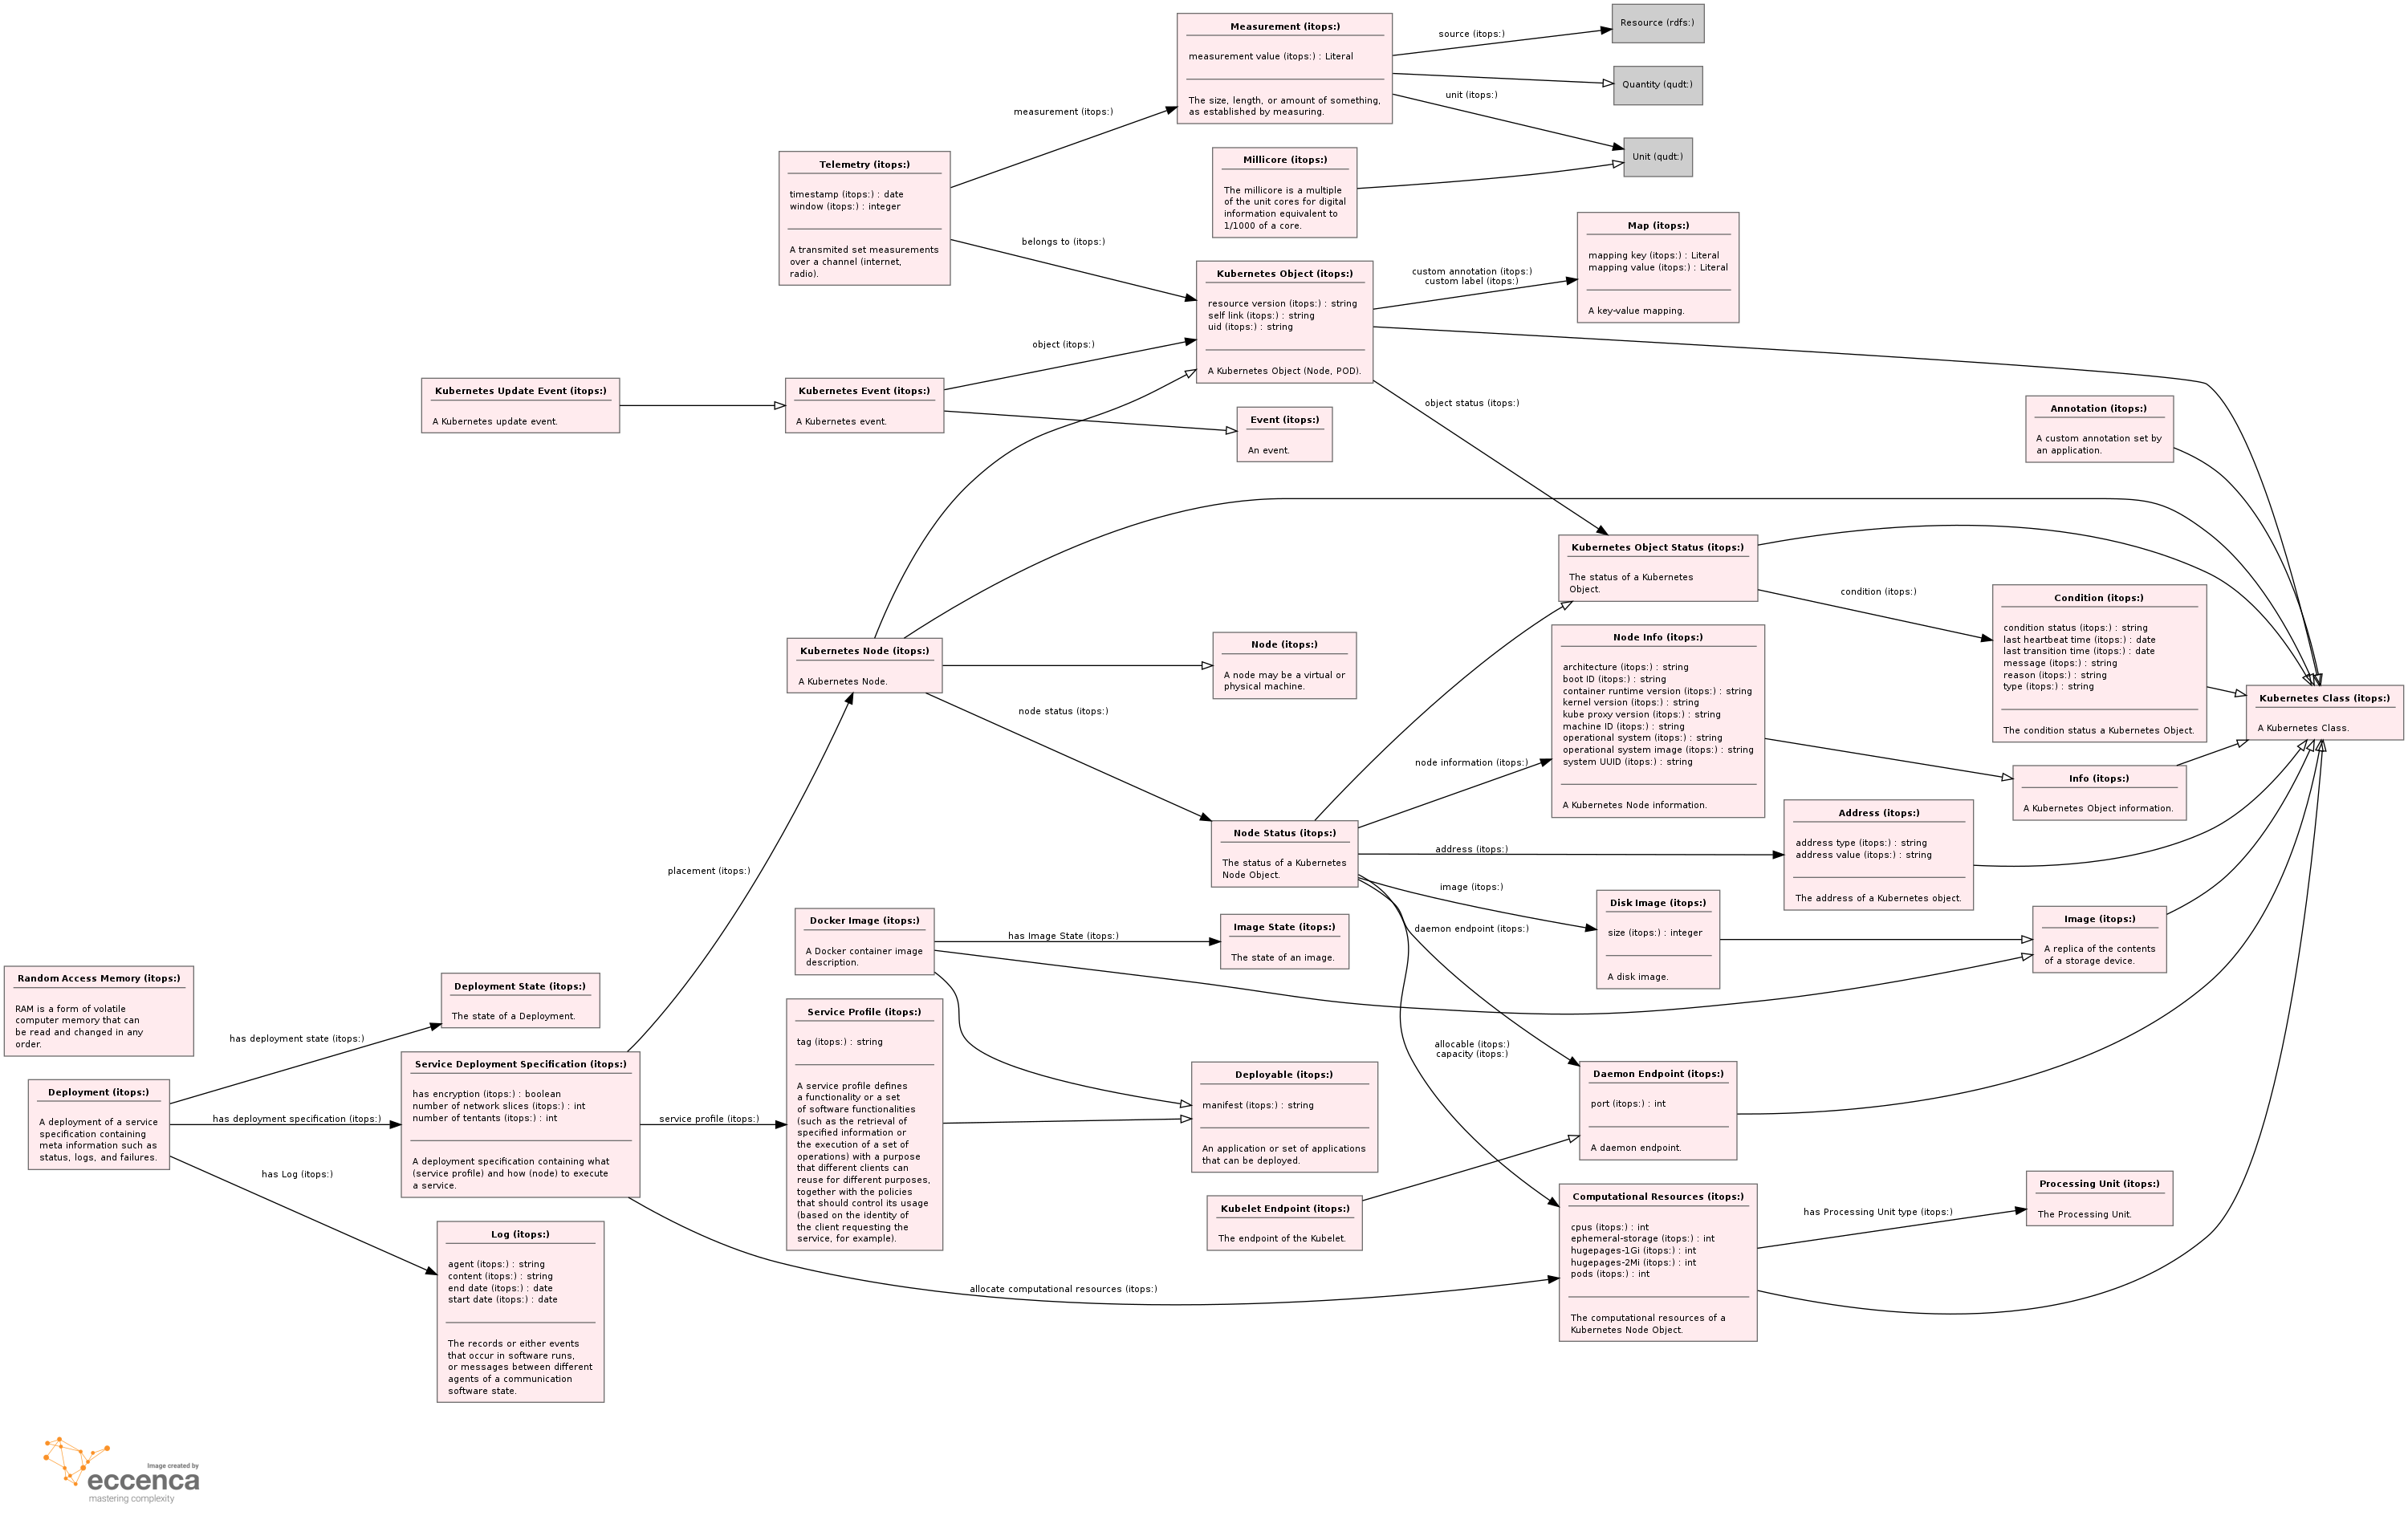 Measurement (itops:)
measurement value (itops:) : Literal
The size, length, or amount of something,
as established by measuring.
source (itops:)
Resource (rdfs:)
Quantity (qudt:)
unit (itops:)
Unit (qudt:)
measurement (itops:)
Telemetry (itops:)
timestamp (itops:) : date
window (itops:) : integer
A transmited set measurements
over a channel (internet,
radio).
Millicore (itops:)
The millicore is a multiple
of the unit cores for digital
information equivalent to
1/1000 of a core.
belongs to (itops:)
Map (itops:)
mapping key (itops:) : Literal
mapping value (itops:) : Literal
A key-value mapping.
Kubernetes Object (itops:)
resource version (itops:) : string
self link (itops:) : string
uid (itops:) : string
A Kubernetes Object (Node, POD).
custom annotation (itops:)
custom label (itops:)
object (itops:)
Kubernetes Update Event (itops:)
A Kubernetes update event.
Kubernetes Event (itops:)
A Kubernetes event.
Event (itops:)
An event.
object status (itops:)
Annotation (itops:)
A custom annotation set by
an application.
Kubernetes Object Status (itops:)
The status of a Kubernetes
Object.
condition (itops:)
Condition (itops:)
condition status (itops:) : string
last heartbeat time (itops:) : date
last transition time (itops:) : date
message (itops:) : string
reason (itops:) : string
type (itops:) : string
The condition status a Kubernetes Object.
Kubernetes Class (itops:)
A Kubernetes Class.
Kubernetes Node (itops:)
A Kubernetes Node.
Node (itops:)
A node may be a virtual or
physical machine.
Node Info (itops:)
architecture (itops:) : string
boot ID (itops:) : string
container runtime version (itops:) : string
kernel version (itops:) : string
kube proxy version (itops:) : string
machine ID (itops:) : string
operational system (itops:) : string
operational system image (itops:) : string
system UUID (itops:) : string
A Kubernetes Node information.
node status (itops:)
node information (itops:)
Info (itops:)
A Kubernetes Object information.
Node Status (itops:)
The status of a Kubernetes
Node Object.
address (itops:)
Address (itops:)
address type (itops:) : string
address value (itops:) : string
The address of a Kubernetes object.
placement (itops:)
image (itops:)
Disk Image (itops:)
size (itops:) : integer
A disk image.
Image (itops:)
A replica of the contents
of a storage device.
Docker Image (itops:)
A Docker container image
description.
has Image State (itops:)
Image State (itops:)
The state of an image.
daemon endpoint (itops:)
Random Access Memory (itops:)
RAM is a form of volatile
computer memory that can
be read and changed in any
order.
Deployment State (itops:)
The state of a Deployment.
has deployment state (itops:)
Service Profile (itops:)
tag (itops:) : string
A service profile defines
a functionality or a set
of software functionalities
(such as the retrieval of
specified information or
the execution of a set of
operations) with a purpose
that different clients can
reuse for different purposes,
together with the policies
that should control its usage
(based on the identity of
the client requesting the
service, for example).
allocable (itops:)
capacity (itops:)
Deployment (itops:)
A deployment of a service
specification containing
meta information such as
status, logs, and failures.
has deployment specification (itops:)
Service Deployment Specification (itops:)
has encryption (itops:) : boolean
number of network slices (itops:) : int
number of tentants (itops:) : int
A deployment specification containing what
(service profile) and how (node) to execute
a service.
service profile (itops:)
Deployable (itops:)
manifest (itops:) : string
An application or set of applications
that can be deployed.
Daemon Endpoint (itops:)
port (itops:) : int
A daemon endpoint.
has Log (itops:)
Kubelet Endpoint (itops:)
The endpoint of the Kubelet.
Computational Resources (itops:)
cpus (itops:) : int
ephemeral-storage (itops:) : int
hugepages-1Gi (itops:) : int
hugepages-2Mi (itops:) : int
pods (itops:) : int
The computational resources of a
Kubernetes Node Object.
has Processing Unit type (itops:)
Processing Unit (itops:)
The Processing Unit.
Log (itops:)
agent (itops:) : string
content (itops:) : string
end date (itops:) : date
start date (itops:) : date
The records or either events
that occur in software runs,
or messages between different
agents of a communication
software state.
allocate computational resources (itops:)
Image created by
eccenca
mastering complexity